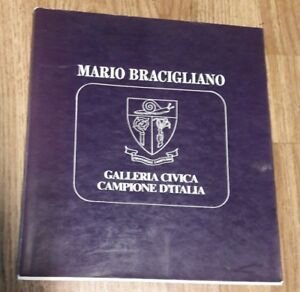 MARIO BRACIGLIANO
GALLERIA CIVICA
CAMPIONE D'ITALIA